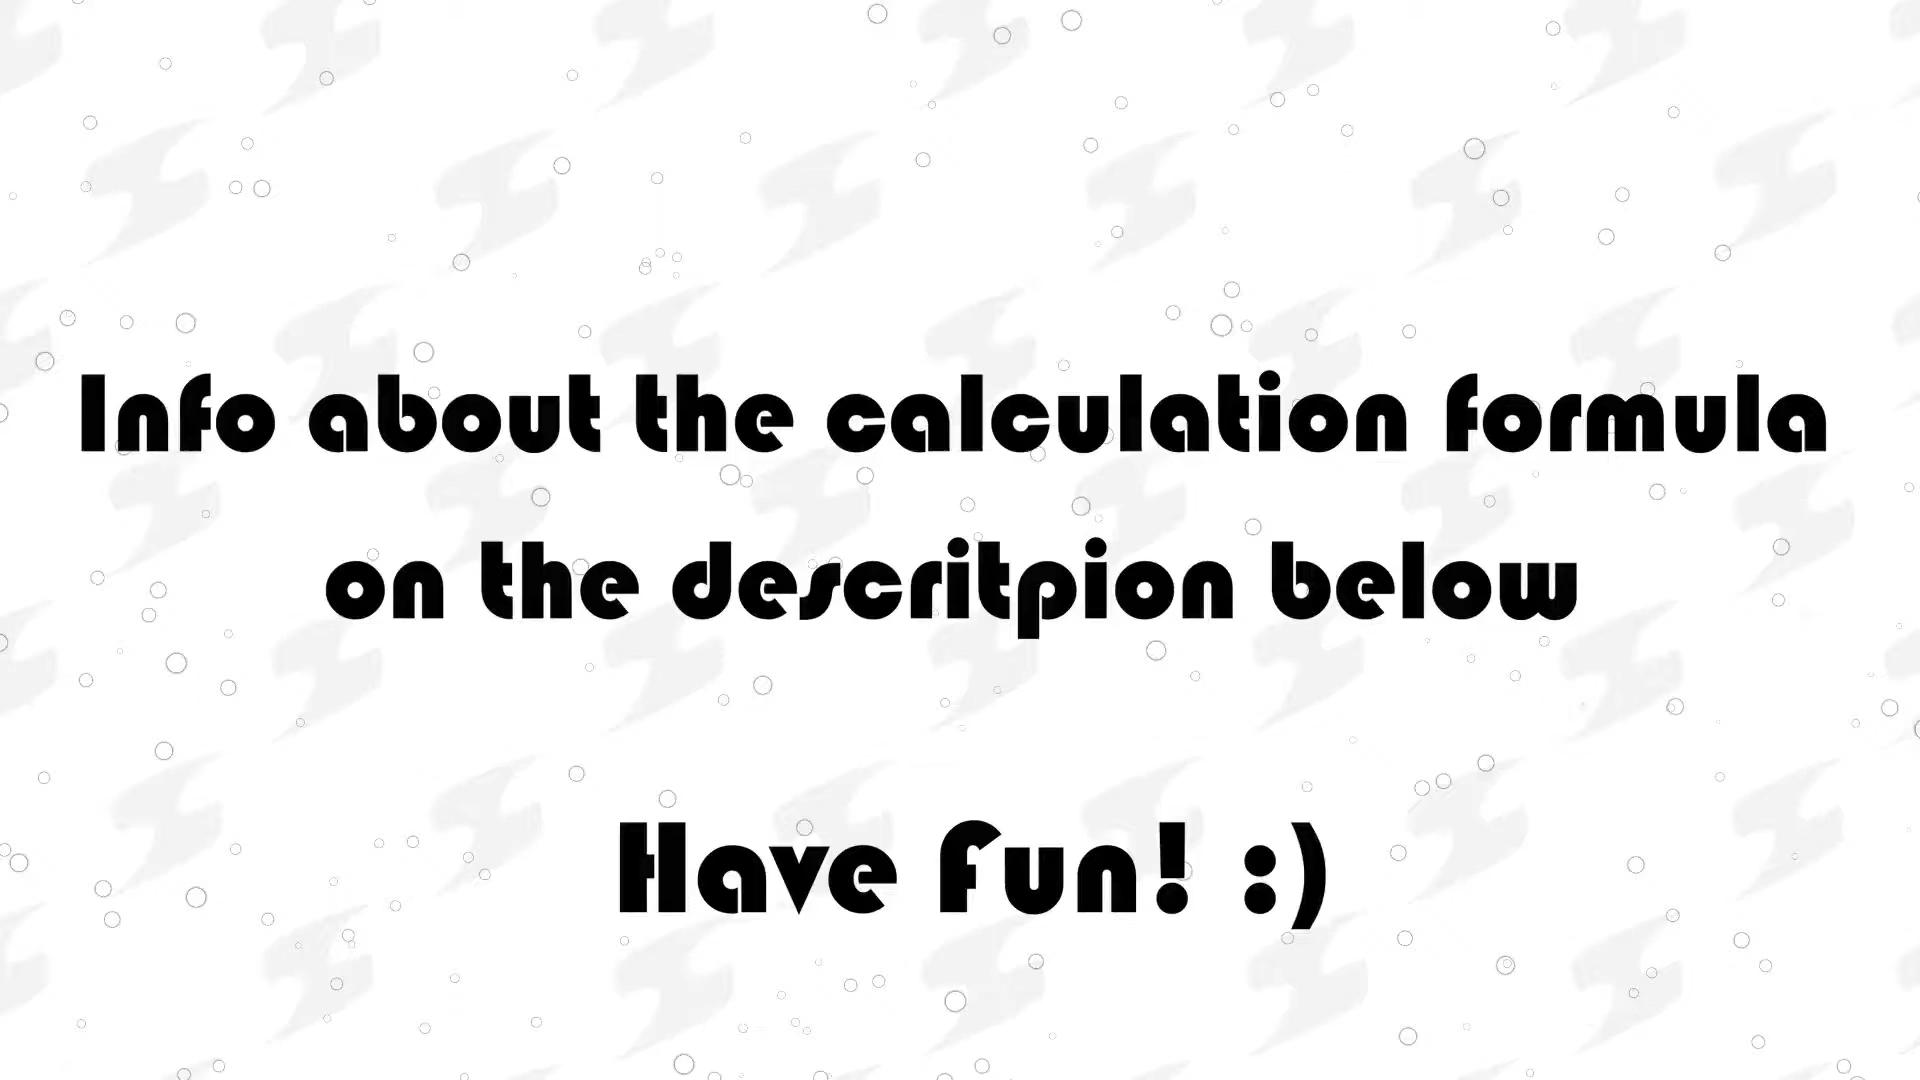 Info about the calculation formula
on the descritpion below
Have Fun! :)